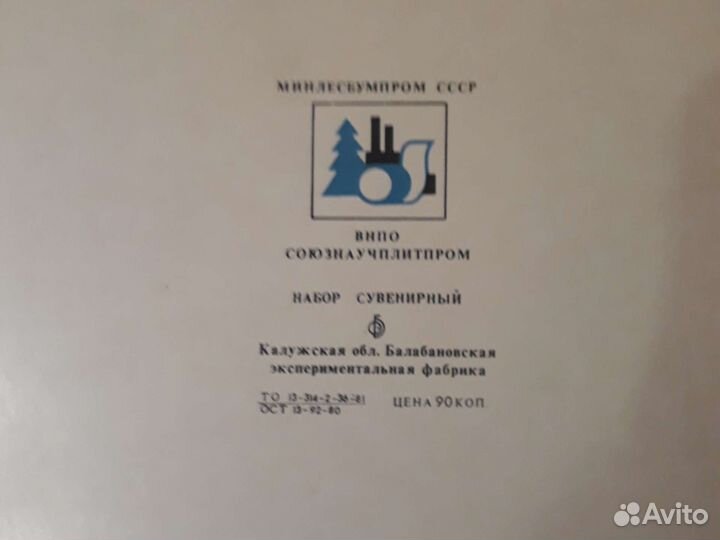 МИНЛЕСБУМПРОМ СССР
ВНПО
СОЮЗНАУЧПЛИТПРОМ
НАБОР СУВЕНИРНЫЙ
Калужская обл. Балабановская
экспериментальная фабрика
ТО 13-314-2-36-81
ОСТ 13-92-80
ЦЕНА 90 КОП.
Avito